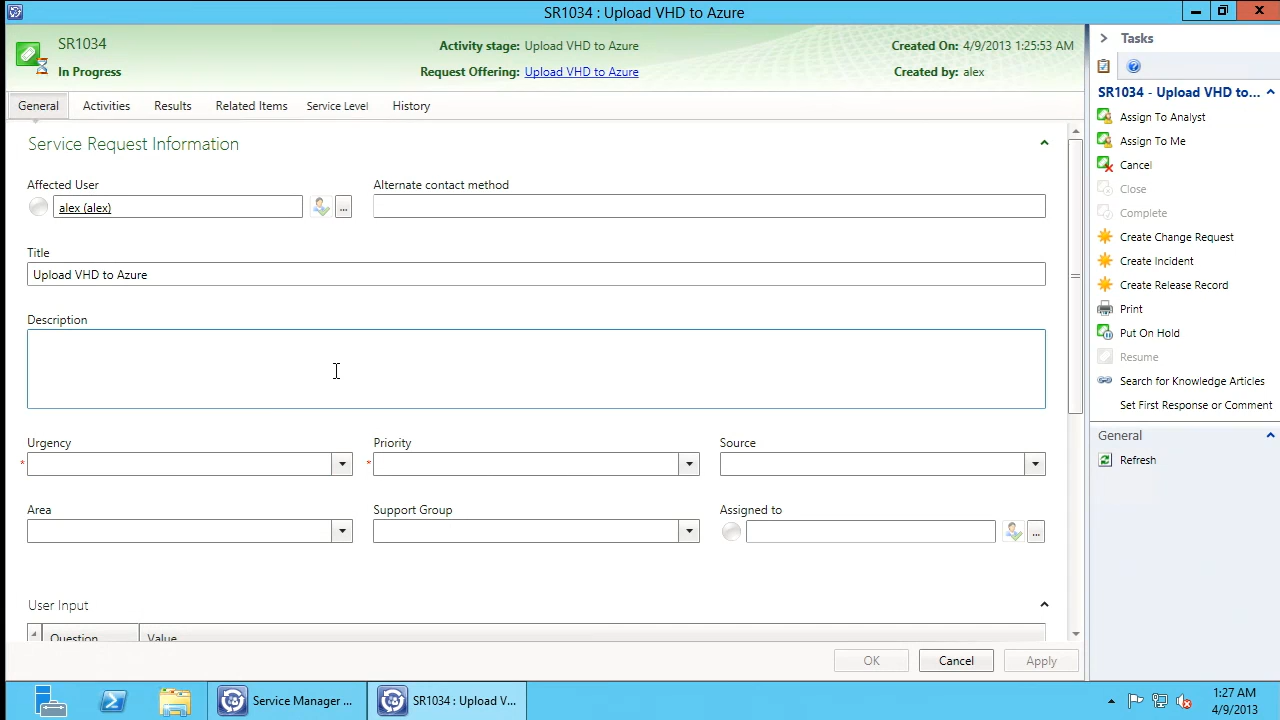 SR1034 : Upload VHD to Azure
SR1034
In Progress
Activity stage: Upload VHD to Azure
Request Offering: Upload VHD to Azure
Created On: 4/9/2013 1:25:53 AM
Created by: alex
General
Activities
Results
Related Items
Service Level
History
Service Request Information
Affected User
alex (alex)
...
Alternate contact method
Title
Upload VHD to Azure
Description
Urgency
Priority
Source
*
*
Area
Support Group
Assigned to
...
User Input
Question
Value
OK
Cancel
Apply
Tasks
SR1034 - Upload VHD to...
Assign To Analyst
Assign To Me
Cancel
Close
Complete
Create Change Request
Create Incident
Create Release Record
Print
Put On Hold
Resume
Search for Knowledge Articles
Set First Response or Comment
General
Refresh
Service Manager ...
SR1034 : Upload V...
1:27 AM
4/9/2013